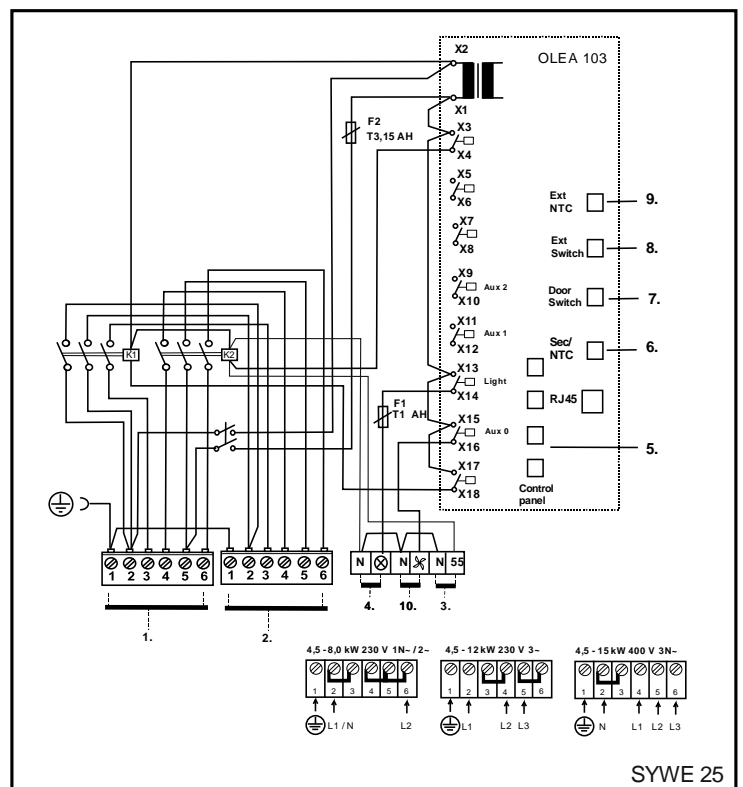 X2
OLEA 103
X1
F2
T3,15 AH
X3
X4
X5
X6
Ext
NTC
9.
X7
X8
Ext
Switch
8.
X9
Aux 2
X10
Door
Switch
7.
X11
Aux 1
X12
Sec/
NTC
6.
K1
K2
X13
Light
X14
RJ45
F1
T1 AH
X15
Aux 0
X16
5.
X17
X18
Control
panel
1 2 3 4 5 6
1 2 3 4 5 6
N N N 55
4. 10. 3.
1. 2.
4,5 - 8,0 kW 230 V 1N~ / 2~
1 2 3 4 5 6
L1 / N L2
4,5 - 12 kW 230 V 3~
1 2 3 4 5 6
L1 L2 L3
4,5 - 15 kW 400 V 3N~
1 2 3 4 5 6
N L1 L2 L3
SYWE 25